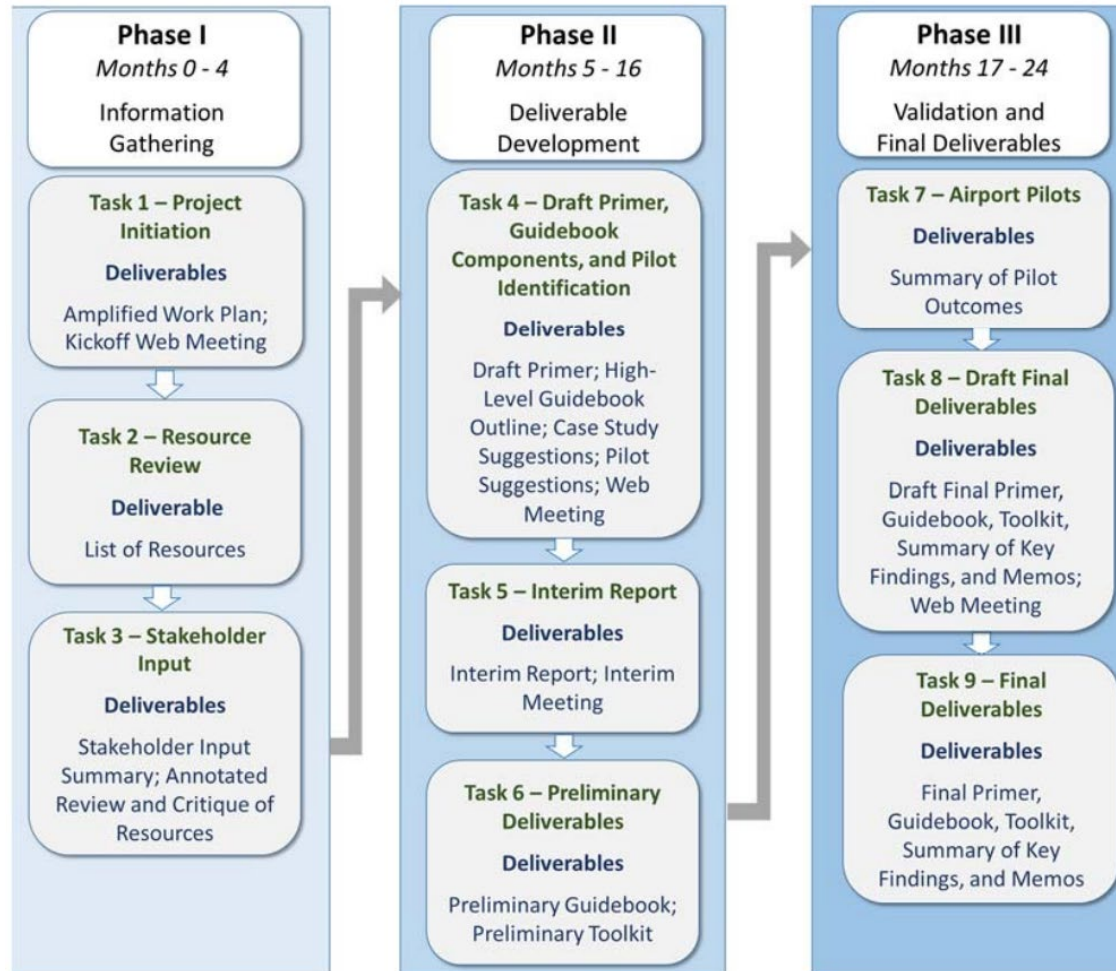 Phase I
Months 0 - 4
Information
Gathering
Task 1 – Project
Initiation
Deliverables
Amplified Work Plan;
Kickoff Web Meeting
Task 2 – Resource
Review
Deliverable
List of Resources
Task 3 – Stakeholder
Input
Deliverables
Stakeholder Input
Summary; Annotated
Review and Critique of
Resources
Phase II
Months 5 - 16
Deliverable
Development
Task 4 – Draft Primer,
Guidebook
Components, and Pilot
Identification
Deliverables
Draft Primer; High-
Level Guidebook
Outline; Case Study
Suggestions; Pilot
Suggestions; Web
Meeting
Task 5 – Interim Report
Deliverables
Interim Report; Interim
Meeting
Task 6 – Preliminary
Deliverables
Deliverables
Preliminary Guidebook;
Preliminary Toolkit
Phase III
Months 17 - 24
Validation and
Final Deliverables
Task 7 – Airport Pilots
Deliverables
Summary of Pilot
Outcomes
Task 8 – Draft Final
Deliverables
Deliverables
Draft Final Primer,
Guidebook, Toolkit,
Summary of Key
Findings, and Memos;
Web Meeting
Task 9 – Final
Deliverables
Deliverables
Final Primer,
Guidebook, Toolkit,
Summary of Key
Findings, and Memos